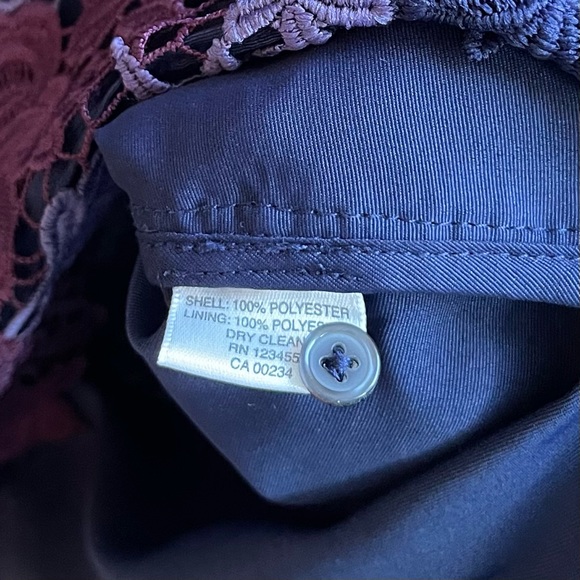 SHELL: 100% POLYESTER
LINING: 100% POLYES
DRY CLEAN
RN 123455
CA 00234